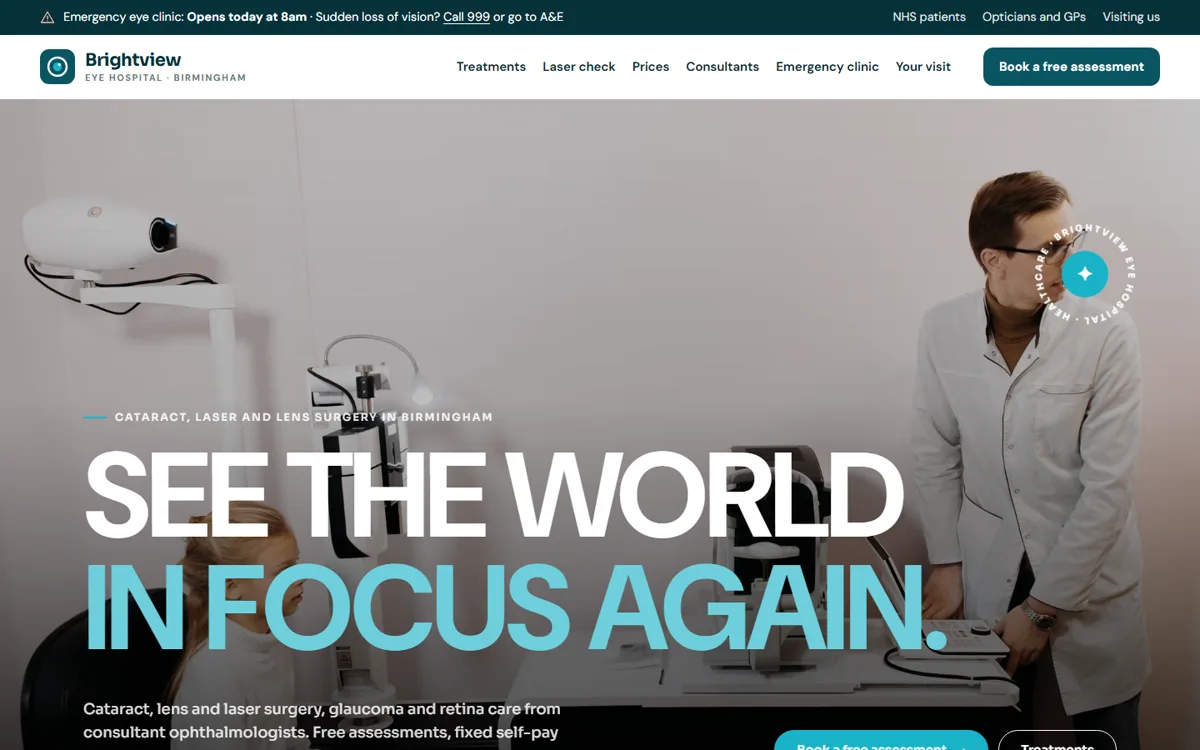 Emergency eye clinic: Opens today at 8am · Sudden loss of vision? Call 999 or go to A&E
NHS patients Opticians and GPs Visiting us
Brightview
EYE HOSPITAL · BIRMINGHAM
Treatments Laser check Prices Consultants Emergency clinic Your visit Book a free assessment
BRIGHTVIEW EYE HOSPITAL · HEALTHCARE ·
CATARACT, LASER AND LENS SURGERY IN BIRMINGHAM
SEE THE WORLD
IN FOCUS AGAIN.
Cataract, lens and laser surgery, glaucoma and retina care from
consultant ophthalmologists. Free assessments, fixed self-pay
Book a free assessment Treatments